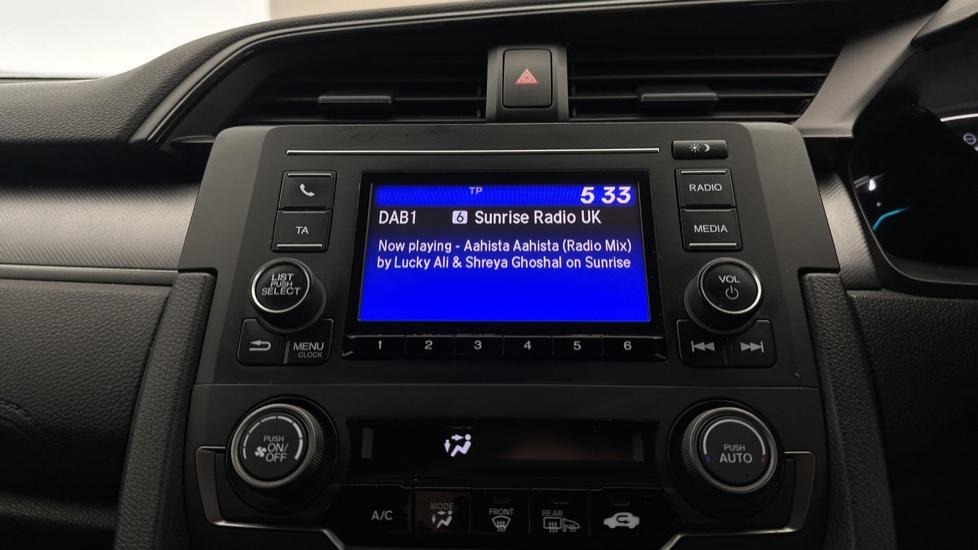 TP
5 33
DAB1 6 Sunrise Radio UK
Now playing - Aahista Aahista (Radio Mix)
by Lucky Ali & Shreya Ghoshal on Sunrise
TA
LIST
PUSH
SELECT
MENU
CLOCK
1 2 3 4 5 6
RADIO
MEDIA
VOL
PUSH
ON/
OFF
PUSH
AUTO
A/C
MODE
FRONT
REAR